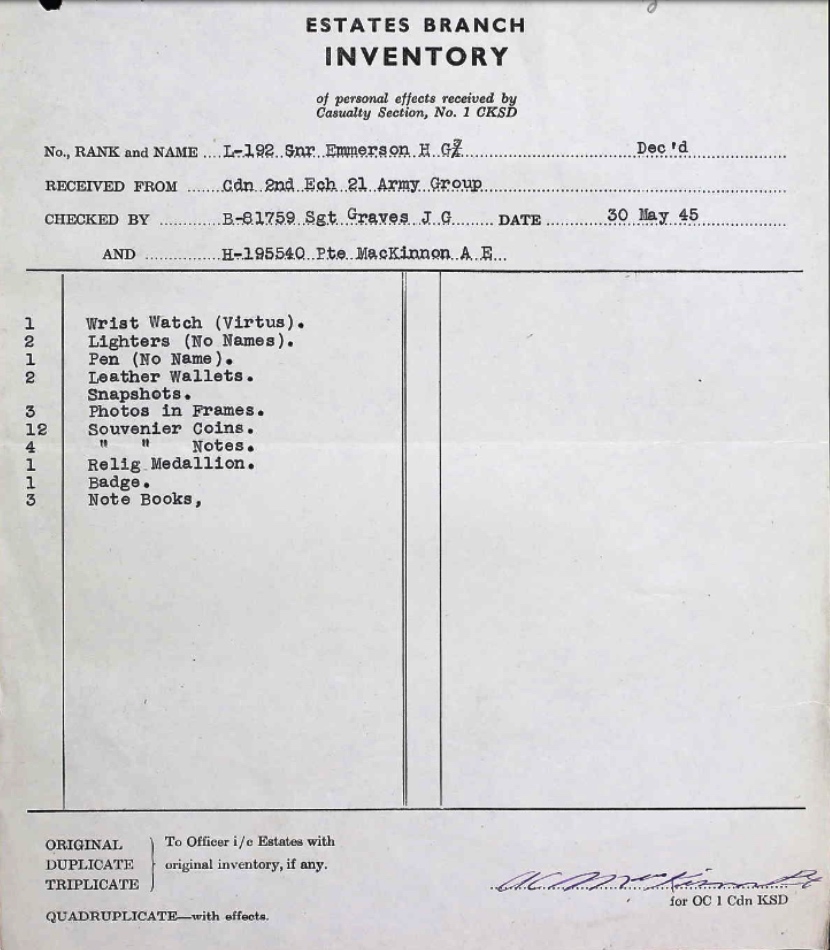 ESTATES BRANCH
INVENTORY
of personal effects received by
Casualty Section, No. 1 CKSD
No., RANK and NAME L-192 Snr Emmerson H G Dec'd
RECEIVED FROM Cdn 2nd Ech 21 Army Group
CHECKED BY B-81759 Sgt Graves J G DATE 30 May 45
AND H-195540 Pte MacKinnon A E
1 Wrist Watch (Virtus).
2 Lighters (No Names).
1 Pen (No Name).
2 Leather Wallets.
Snapshots.
3 Photos in Frames.
12 Souvenier Coins.
4 " " Notes.
1 Relig Medallion.
1 Badge.
3 Note Books,
ORIGINAL
DUPLICATE
TRIPLICATE
To Officer i/c Estates with
original inventory, if any.
for OC 1 Cdn KSD
QUADRUPLICATE—with effects.